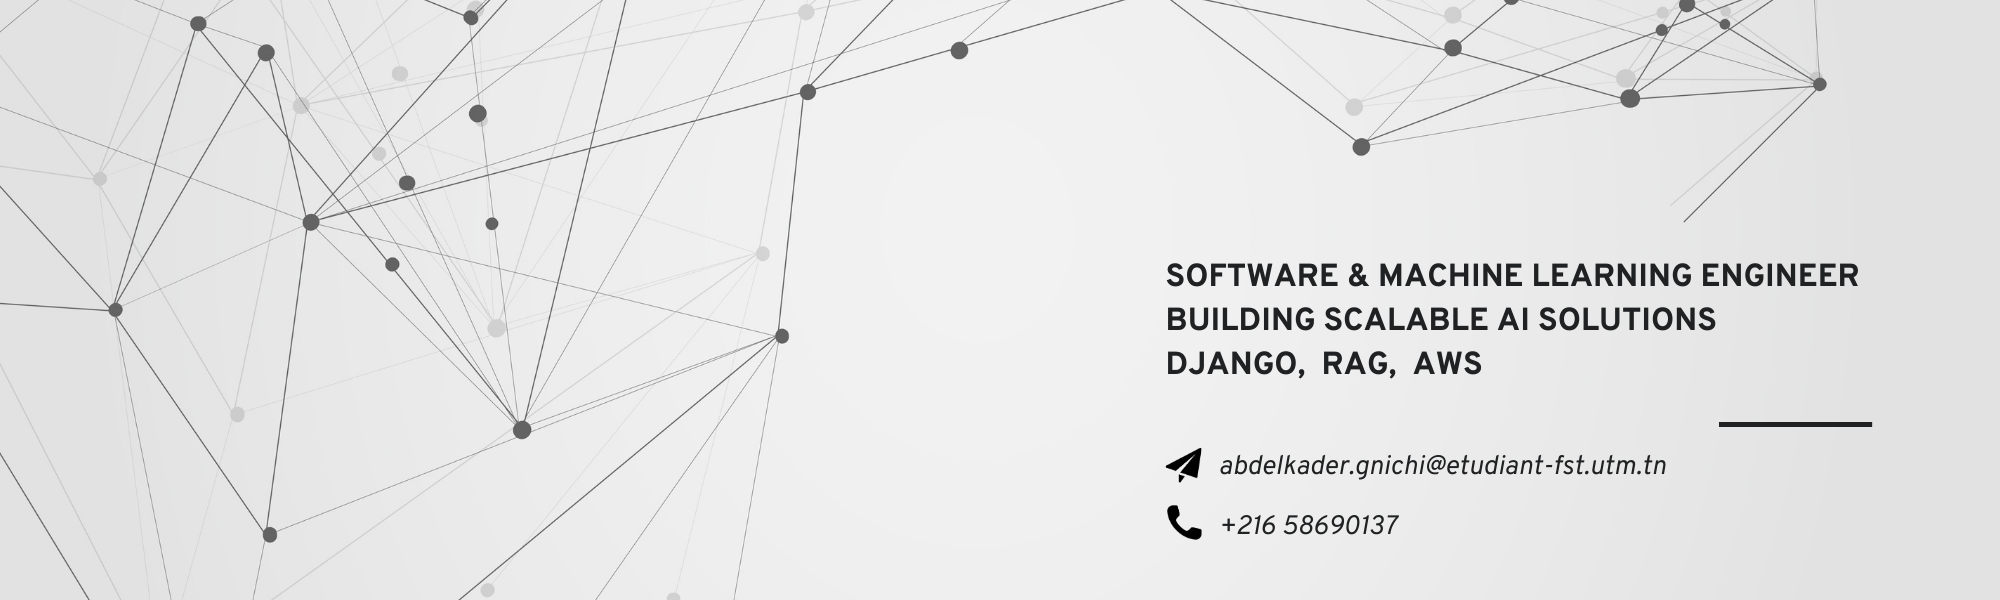 SOFTWARE & MACHINE LEARNING ENGINEER
BUILDING SCALABLE AI SOLUTIONS
DJANGO, RAG, AWS
abdelkader.gnichi@etudiant-fst.utm.tn
+216 58690137